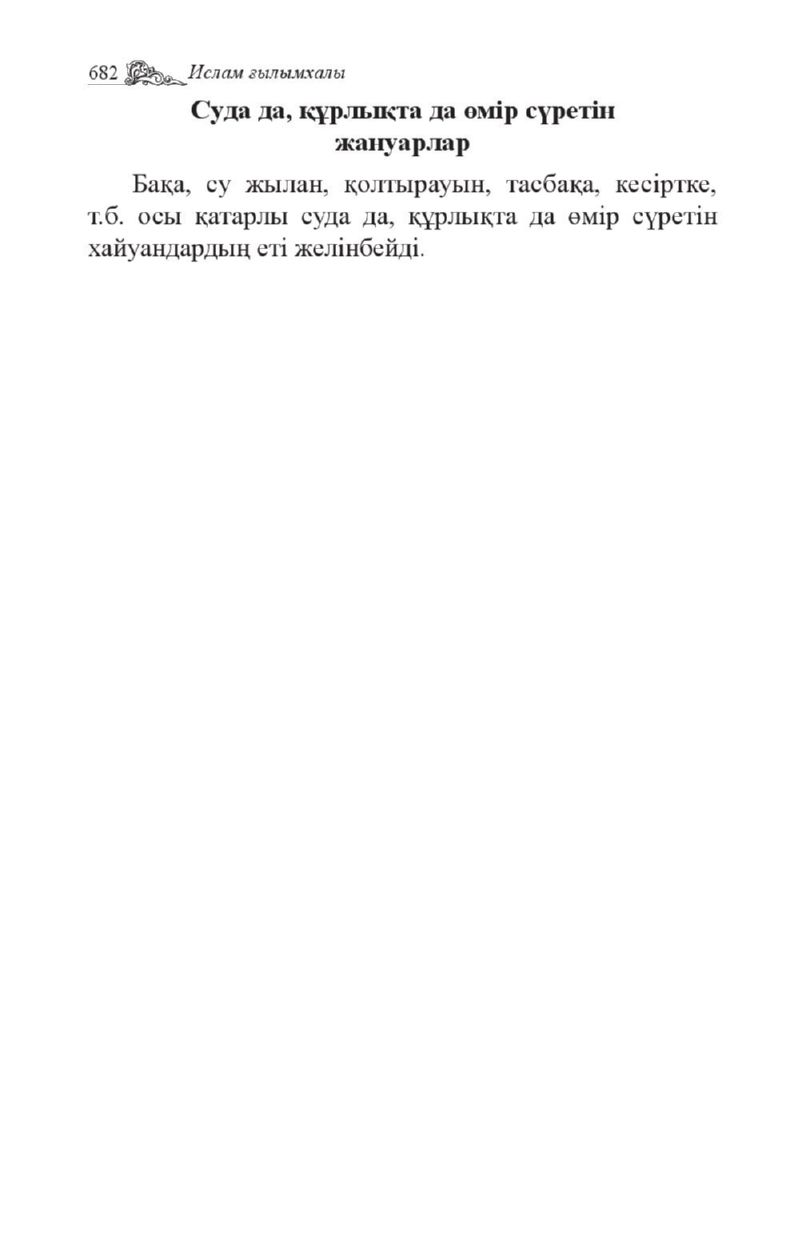 682 Ислам ғылымхалы
Суда да, құрлықта да өмір сүретін
жануарлар
Бақа, су жылан, қолтырауын, тасбақа, кесіртке,
т.б. осы қатарлы суда да, құрлықта да өмір сүретін
хайуандардың еті желінбейді.